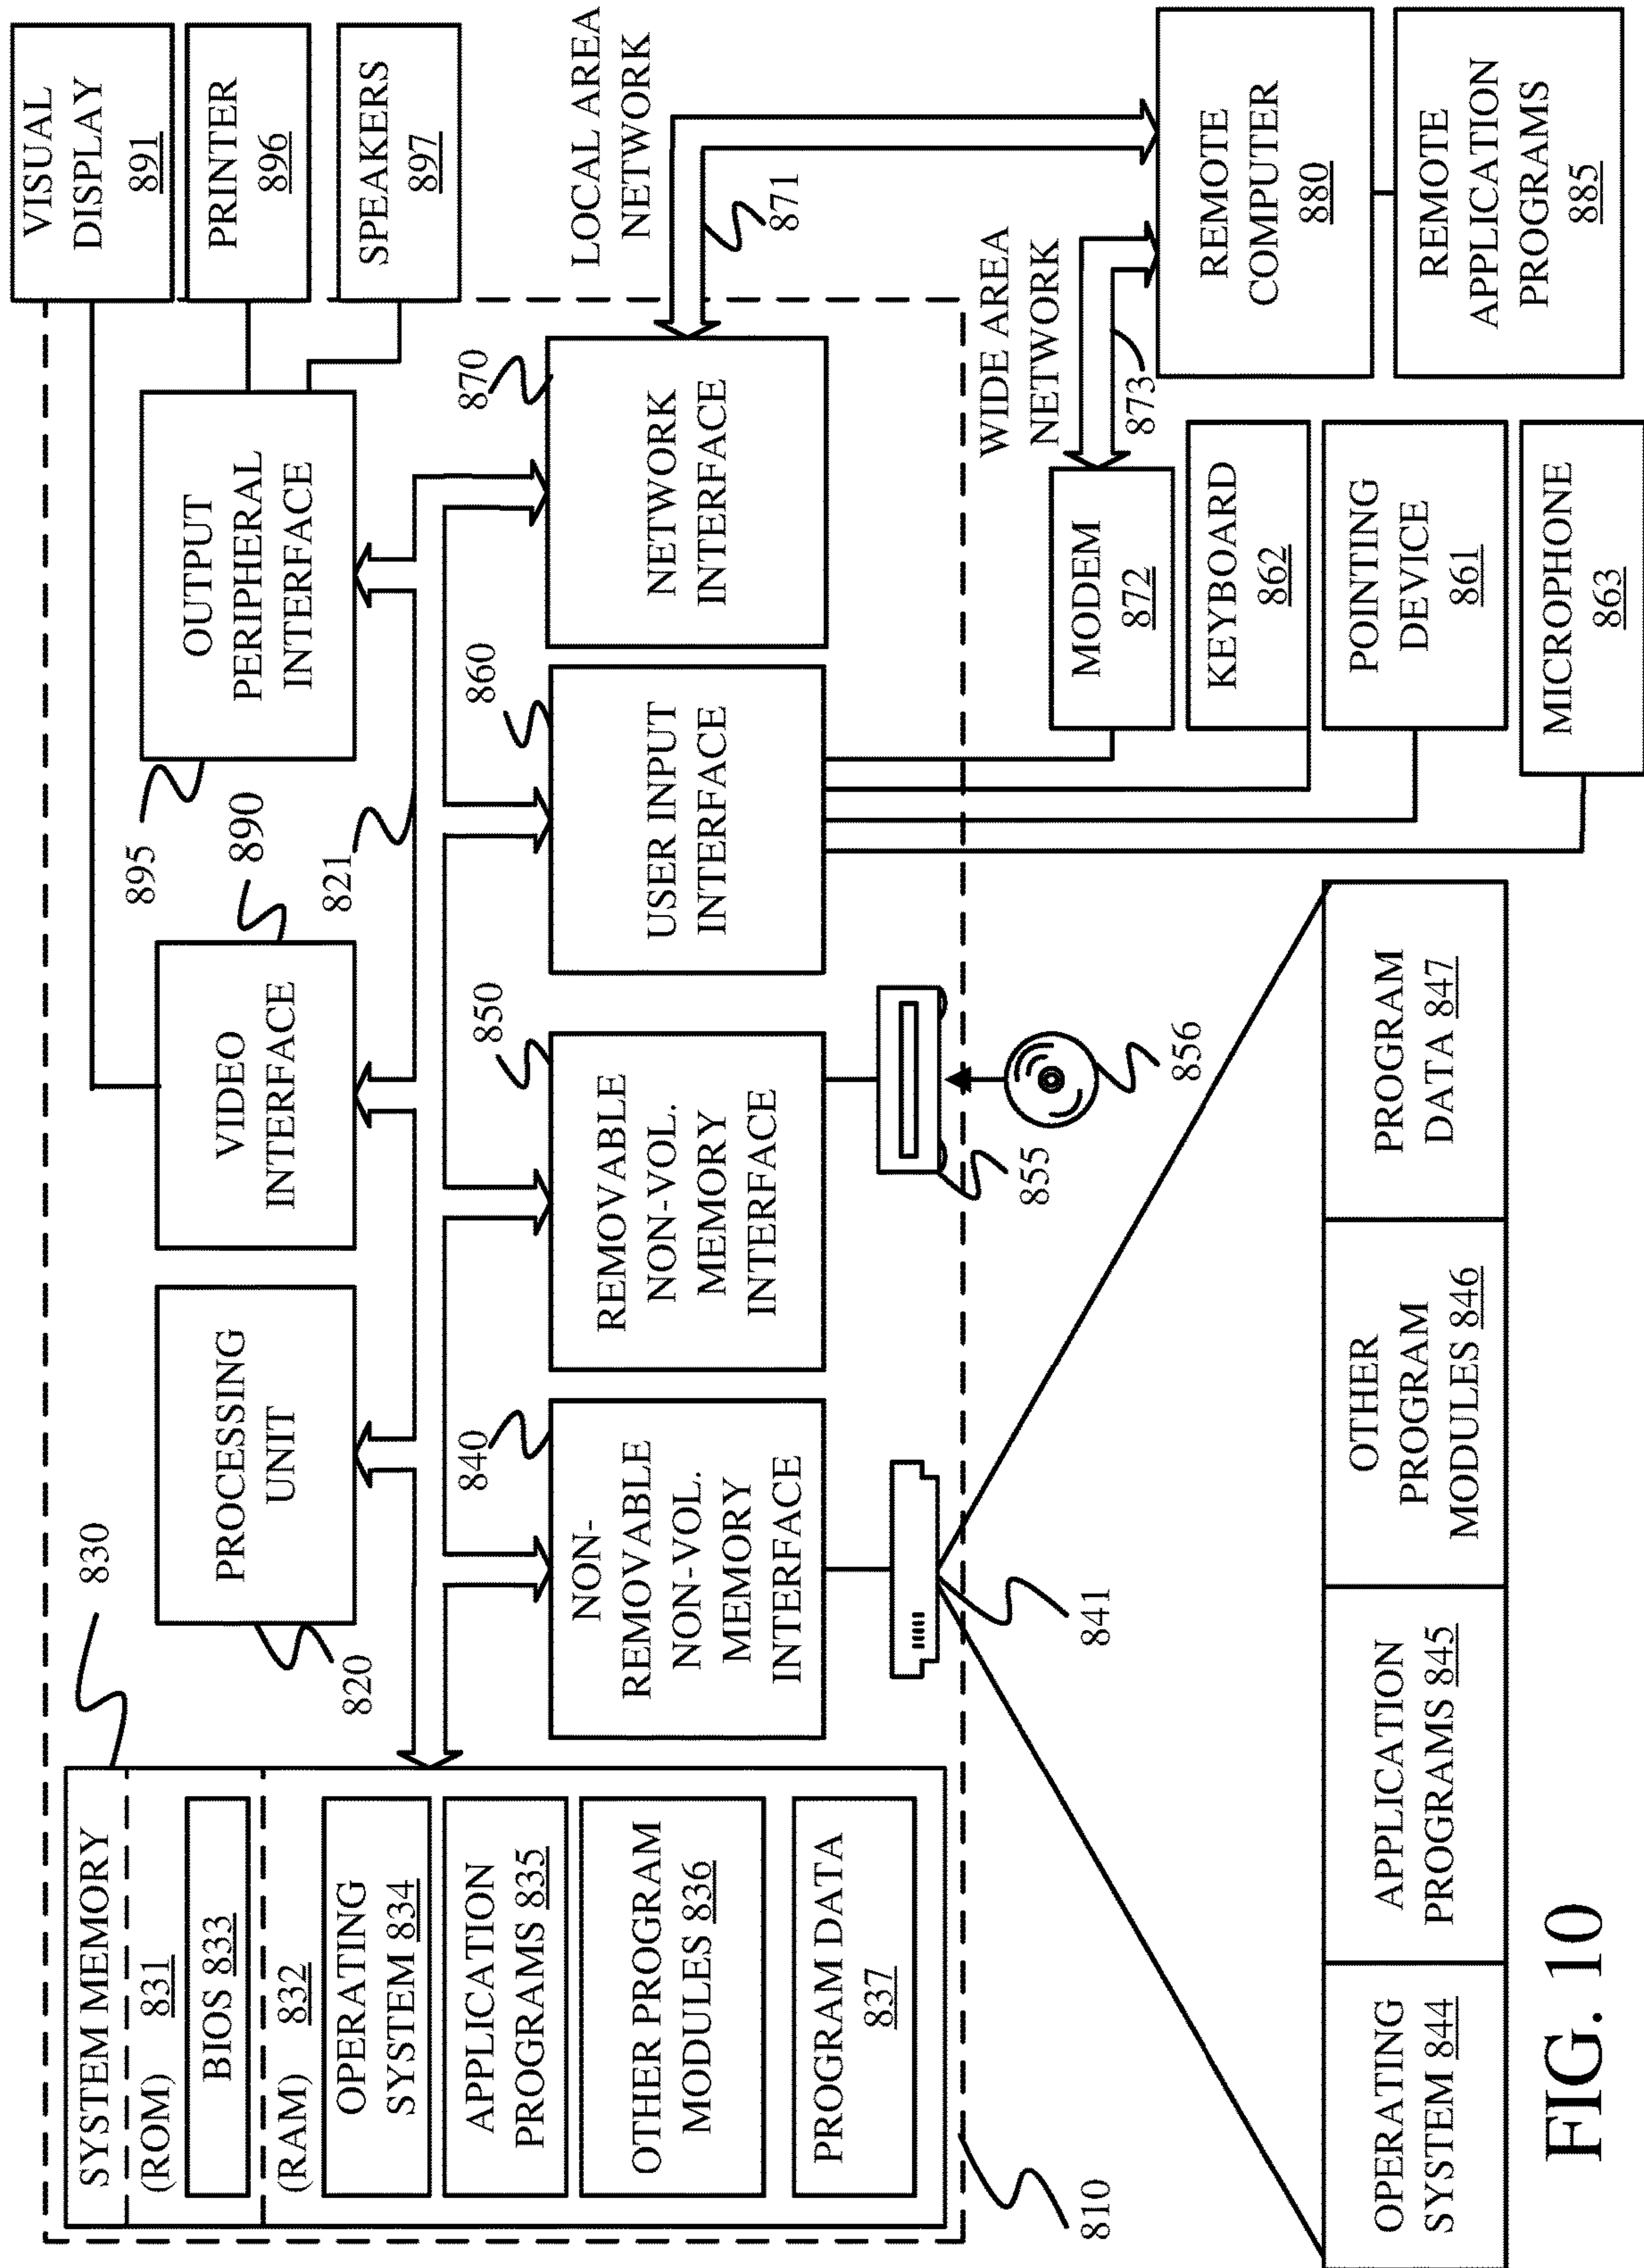 SYSTEM MEMORY
(ROM) 831
BIOS 833
(RAM) 832
OPERATING
SYSTEM 834
APPLICATION
PROGRAMS 835
OTHER PROGRAM
MODULES 836
PROGRAM DATA
837
810
830
PROCESSING
UNIT
820
VIDEO
INTERFACE
890
OUTPUT
PERIPHERAL
INTERFACE
895
821
VISUAL
DISPLAY
891
PRINTER
896
SPEAKERS
897
NON-
REMOVABLE
NON-VOL.
MEMORY
INTERFACE
840
REMOVABLE
NON-VOL.
MEMORY
INTERFACE
850
USER INPUT
INTERFACE
860
NETWORK
INTERFACE
870
LOCAL AREA
NETWORK
871
841
855
856
WIDE AREA
NETWORK
873
MODEM
872
KEYBOARD
862
POINTING
DEVICE
861
MICROPHONE
863
REMOTE
COMPUTER
880
REMOTE
APPLICATION
PROGRAMS
885
OPERATING
SYSTEM 844
APPLICATION
PROGRAMS 845
OTHER
PROGRAM
MODULES 846
PROGRAM
DATA 847
FIG. 10